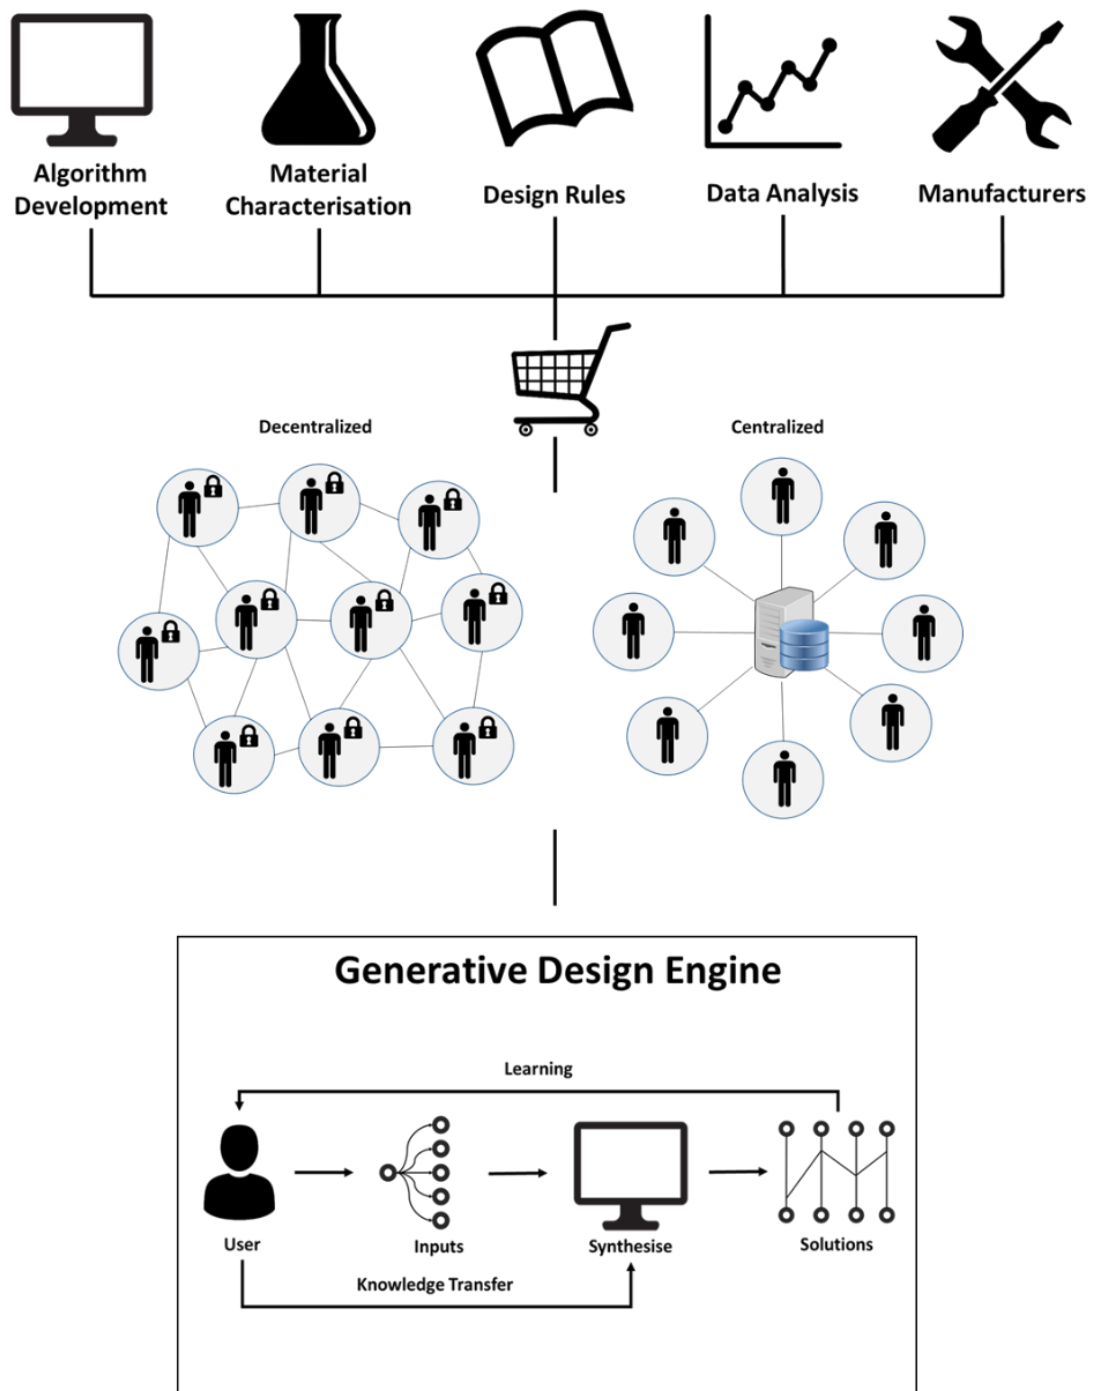 Algorithm
Development
Material
Characterisation
Design Rules
Data Analysis
Manufacturers
Decentralized
Centralized
Generative Design Engine
Learning
User
Inputs
Synthesise
Solutions
Knowledge Transfer